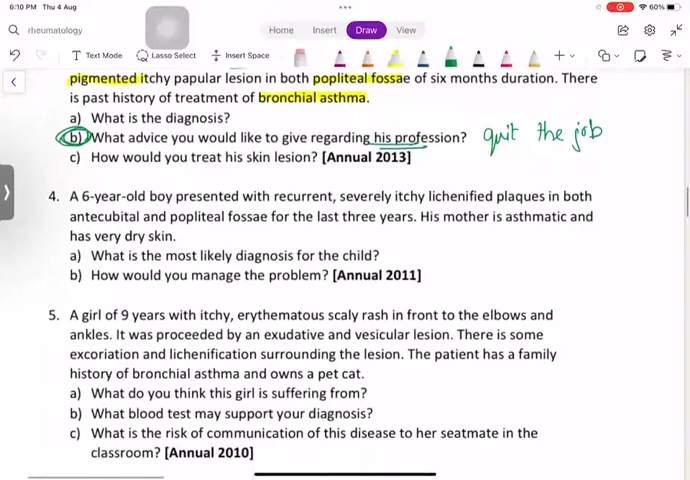 6:10 PM Thu 4 Aug
60%
rheumatology
Home Insert Draw View
Text Mode Lasso Select Insert Space
pigmented itchy papular lesion in both popliteal fossae of six months duration. There
is past history of treatment of bronchial asthma.
a) What is the diagnosis?
b) What advice you would like to give regarding his profession? quit the job
c) How would you treat his skin lesion? [Annual 2013]
4. A 6-year-old boy presented with recurrent, severely itchy lichenified plaques in both
antecubital and popliteal fossae for the last three years. His mother is asthmatic and
has very dry skin.
a) What is the most likely diagnosis for the child?
b) How would you manage the problem? [Annual 2011]
5. A girl of 9 years with itchy, erythematous scaly rash in front to the elbows and
ankles. It was proceeded by an exudative and vesicular lesion. There is some
excoriation and lichenification surrounding the lesion. The patient has a family
history of bronchial asthma and owns a pet cat.
a) What do you think this girl is suffering from?
b) What blood test may support your diagnosis?
c) What is the risk of communication of this disease to her seatmate in the
classroom? [Annual 2010]